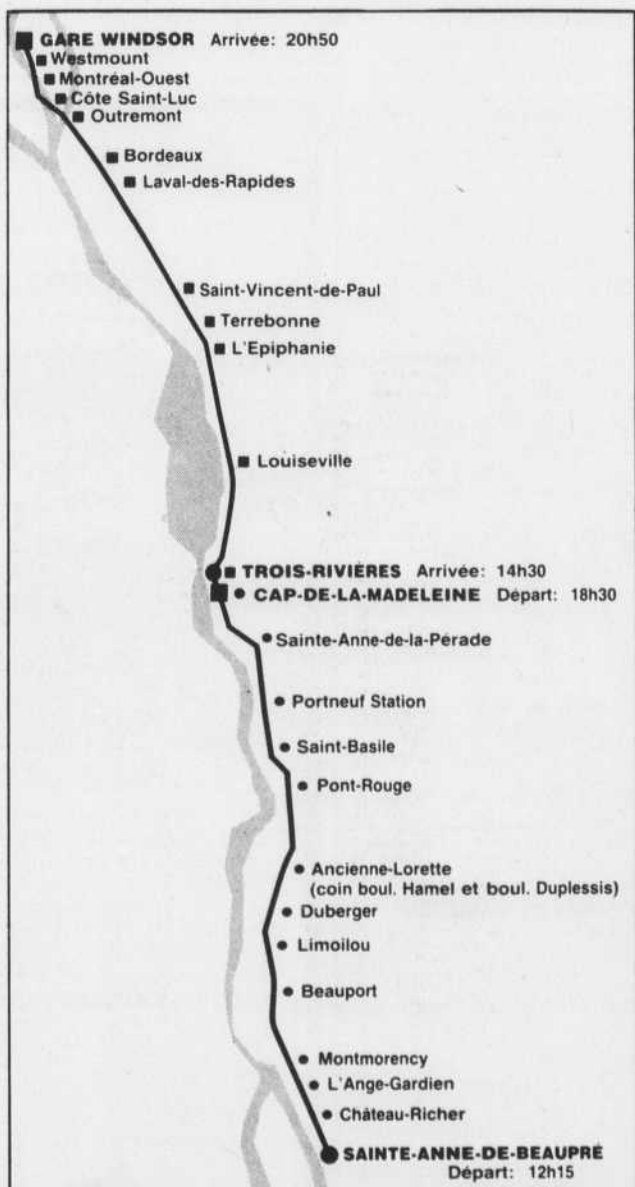 GARE WINDSOR Arrivée: 20h50
Westmount
Montréal-Ouest
Côte Saint-Luc
Outremont
Bordeaux
Laval-des-Rapides
Saint-Vincent-de-Paul
Terrebonne
L'Epiphanie
Louiseville
TROIS-RIVIÈRES Arrivée: 14h30
CAP-DE-LA-MADELEINE Départ: 18h30
Sainte-Anne-de-la-Pérade
Portneuf Station
Saint-Basile
Pont-Rouge
Ancienne-Lorette
(coin boul. Hamel et boul. Duplessis)
Duberger
Limoilou
Beauport
Montmorency
L'Ange-Gardien
Château-Richer
SAINTE-ANNE-DE-BEAUPRÉ
Départ: 12h15